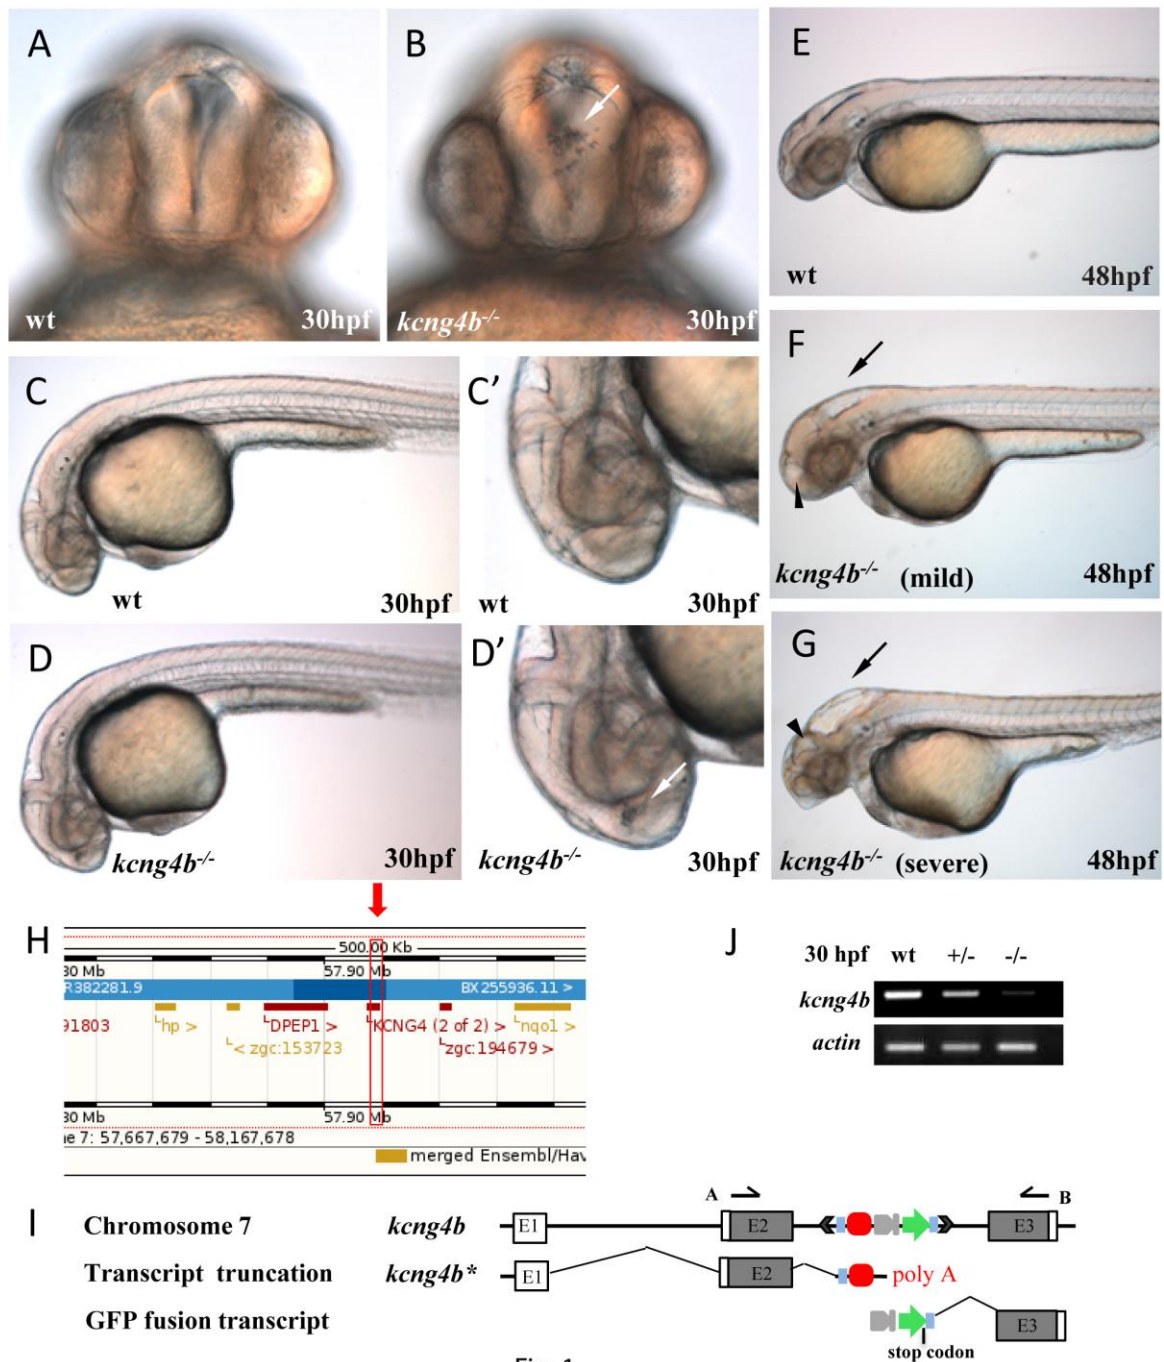 A
wt
30hpf
B
kcng4b-/-
30hpf
C
wt
30hpf
C'
wt
30hpf
D
kcng4b-/-
30hpf
D'
kcng4b-/-
30hpf
E
wt
48hpf
F
kcng4b-/- (mild)
48hpf
G
kcng4b-/- (severe)
48hpf
H
500.00 Kb
30 Mb
57.90 Mb
R382281.9
BX255936.11 >
91803
hp >
DPEP1 >
KCNG4 (2 of 2) >
nqo1 >
< zgc:153723
zgc:194679 >
30 Mb
57.90 Mb
ne 7: 57,667,679 - 58,167,678
merged Ensembl/Hav
J
30 hpf wt +/- -/-
kcng4b
actin
I
A
B
Chromosome 7 kcng4b E1 E2 E3
Transcript truncation kcng4b* E1 E2 poly A
GFP fusion transcript E3
stop codon